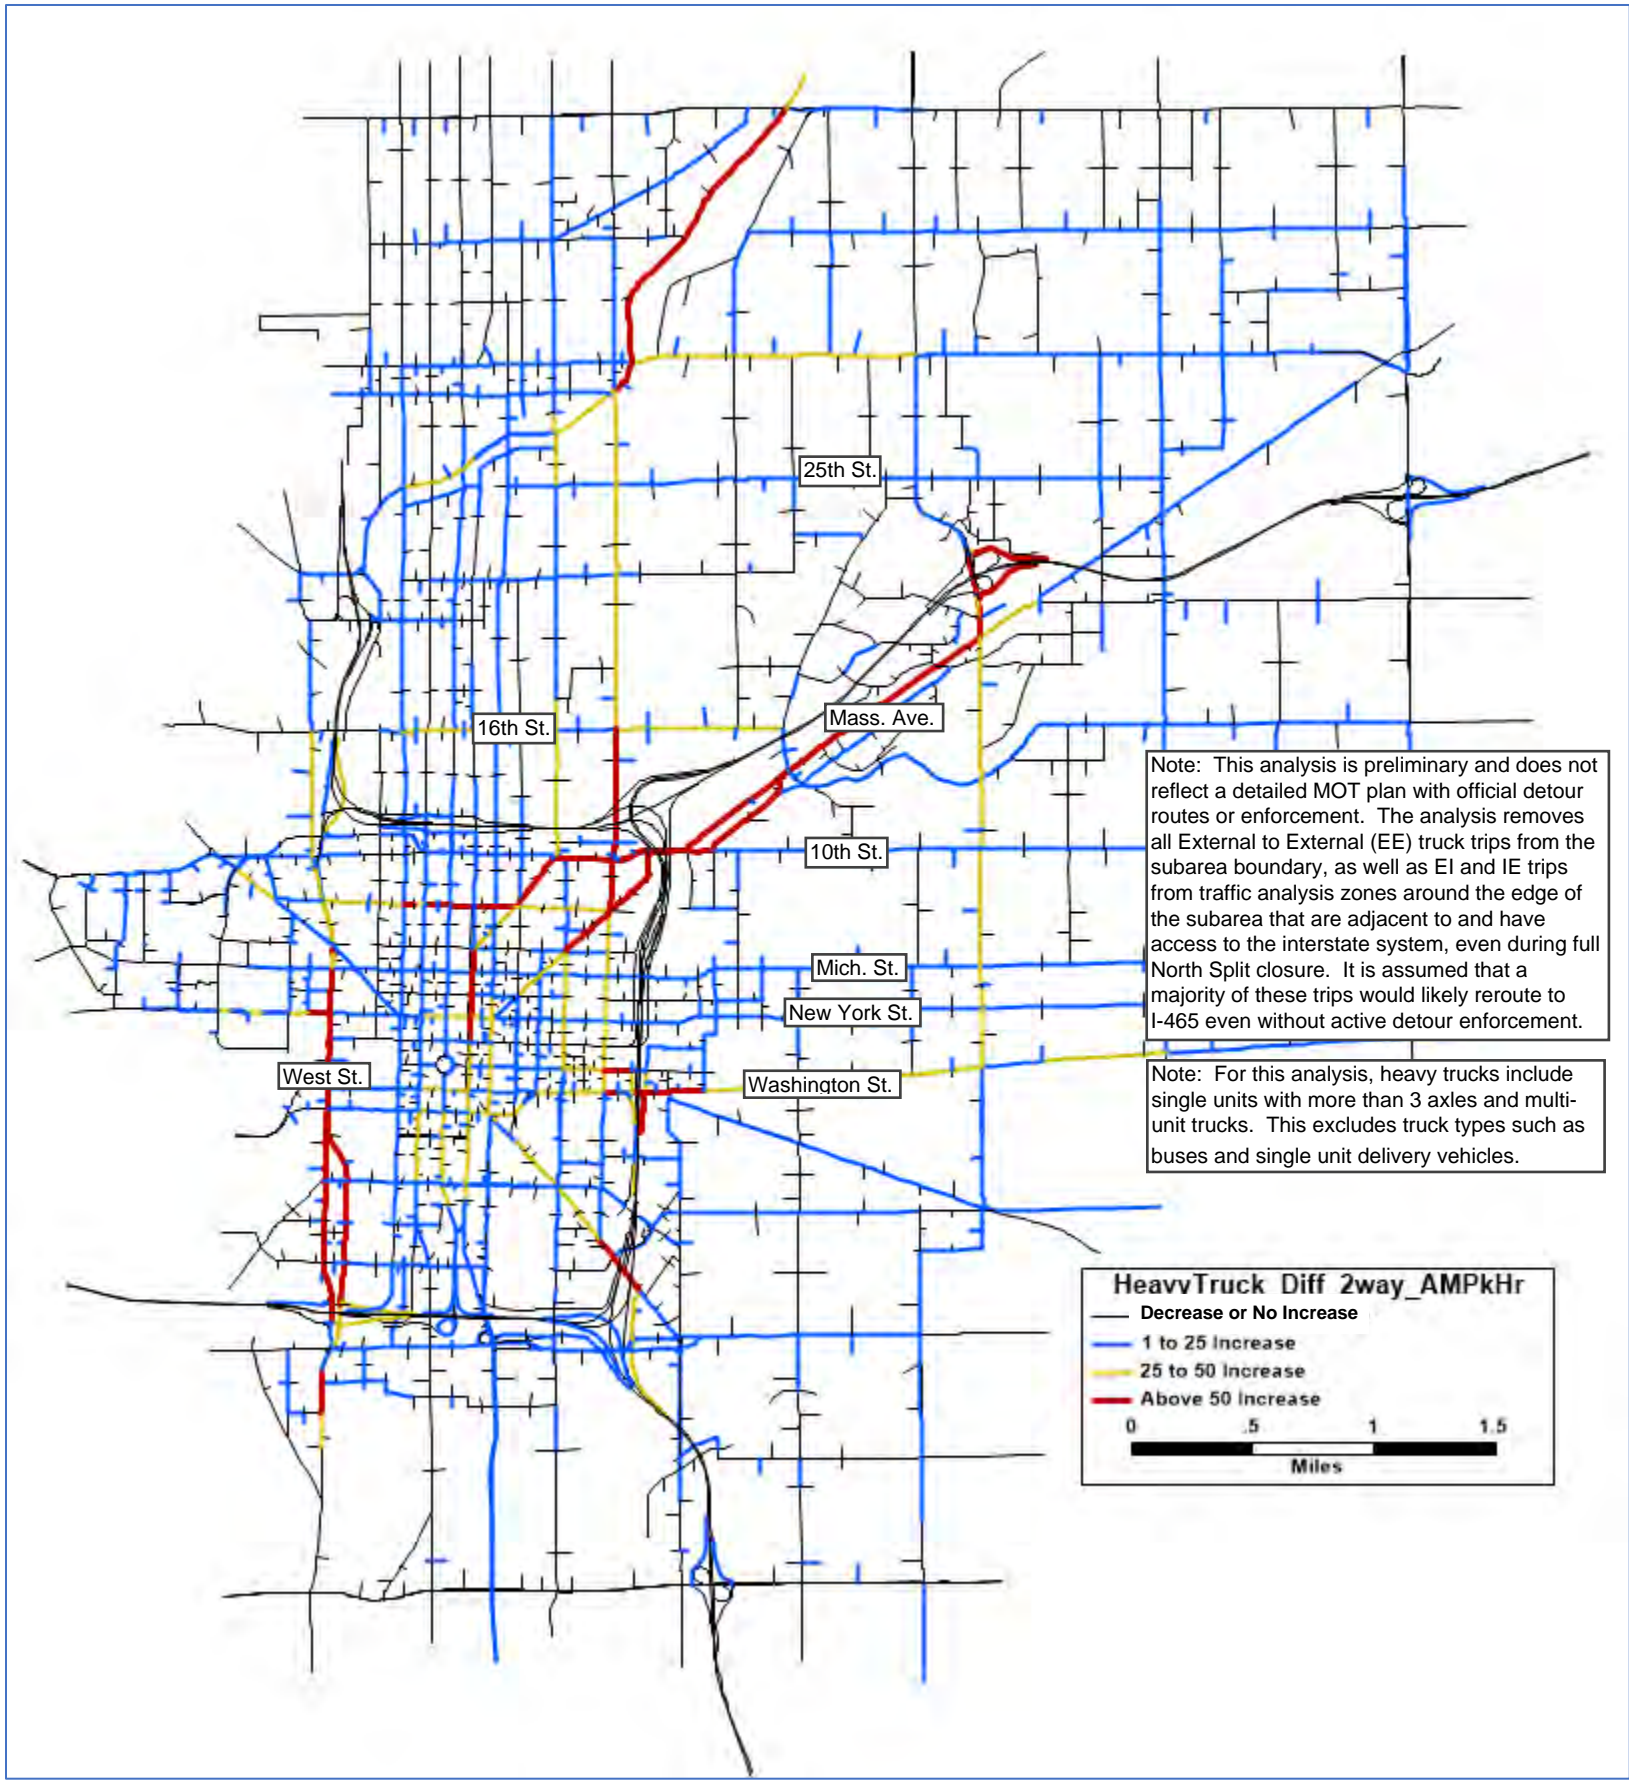 25th St.
16th St.
Mass. Ave.
Note: This analysis is preliminary and does not
reflect a detailed MOT plan with official detour
routes or enforcement. The analysis removes
all External to External (EE) truck trips from the
subarea boundary, as well as EI and IE trips
from traffic analysis zones around the edge of
the subarea that are adjacent to and have
access to the interstate system, even during full
North Split closure. It is assumed that a
majority of these trips would likely reroute to
I-465 even without active detour enforcement.
10th St.
Mich. St.
New York St.
West St.
Washington St.
Note: For this analysis, heavy trucks include
single units with more than 3 axles and multi-
unit trucks. This excludes truck types such as
buses and single unit delivery vehicles.
HeavyTruck Diff 2way_AMPkHr
Decrease or No Increase
1 to 25 Increase
25 to 50 Increase
Above 50 Increase
0 .5 1 1.5
Miles